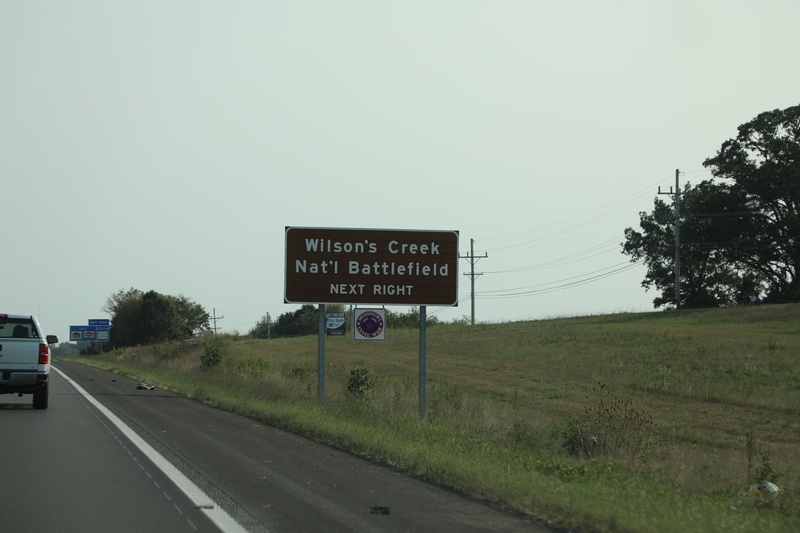 Wilson's Creek
Nat'l Battlefield
NEXT RIGHT